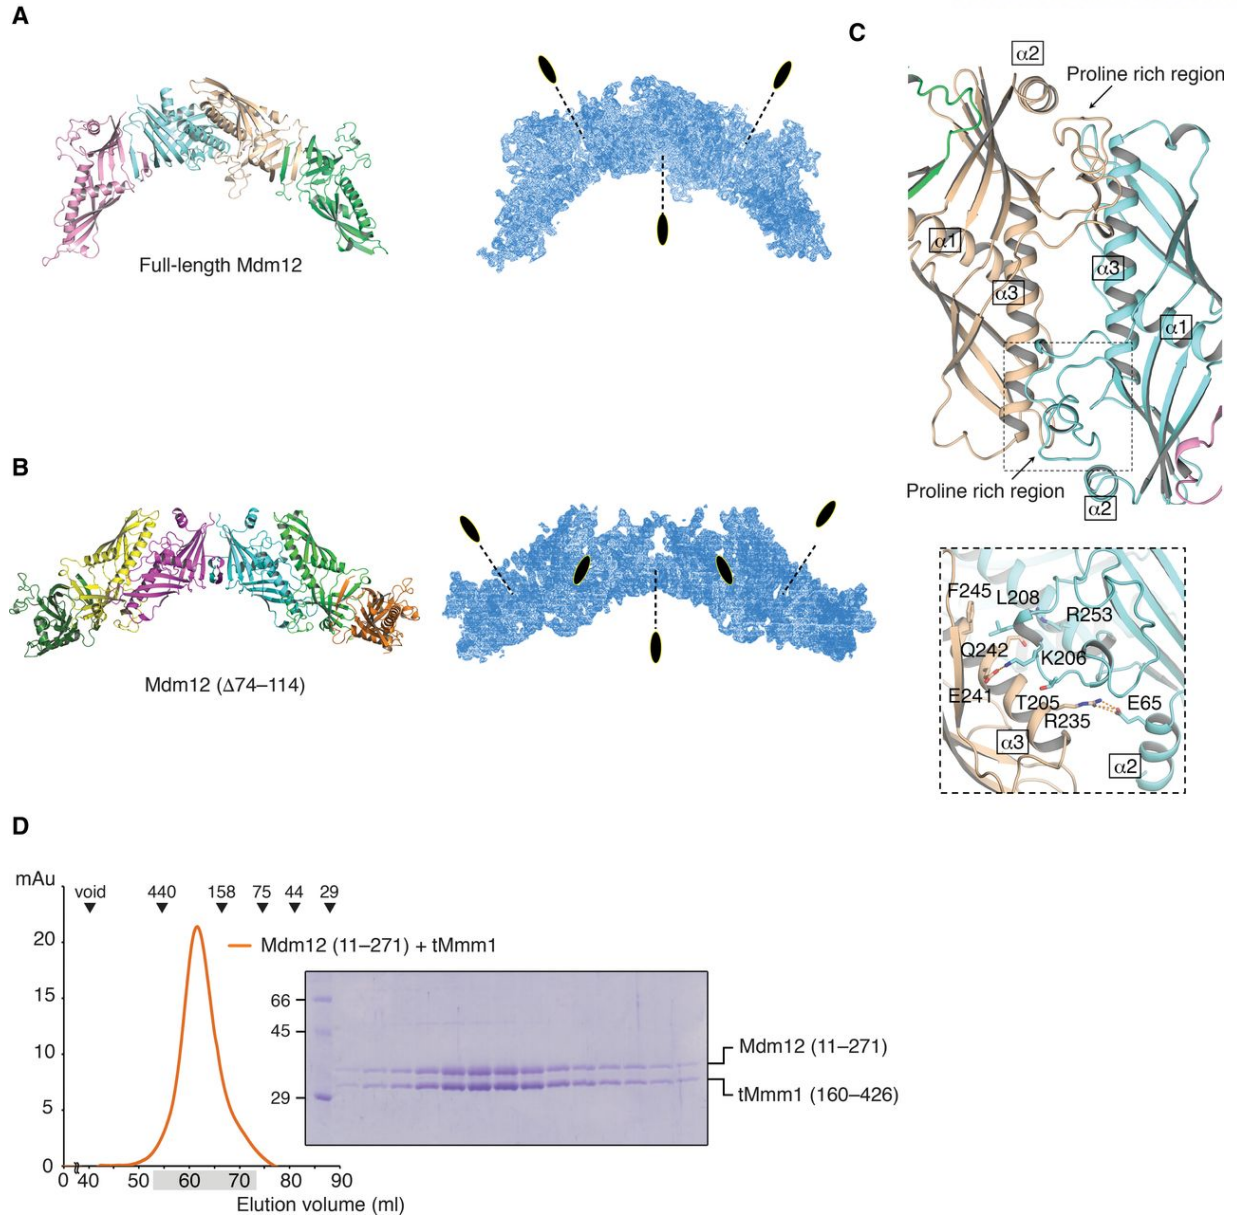 A
Full-length Mdm12
B
Mdm12 (Δ74–114)
C
α2
Proline rich region
α1
α3
α3
α1
Proline rich region
α2
F245
L208
R253
Q242
K206
E241
T205
E65
R235
α3
α2
D
mAu
void 440 158 75 44 29
20
15
10
5
0
0 40 50 60 70 80 90
Elution volume (ml)
Mdm12 (11–271) + tMmm1
66
45
29
Mdm12 (11–271)
tMmm1 (160–426)